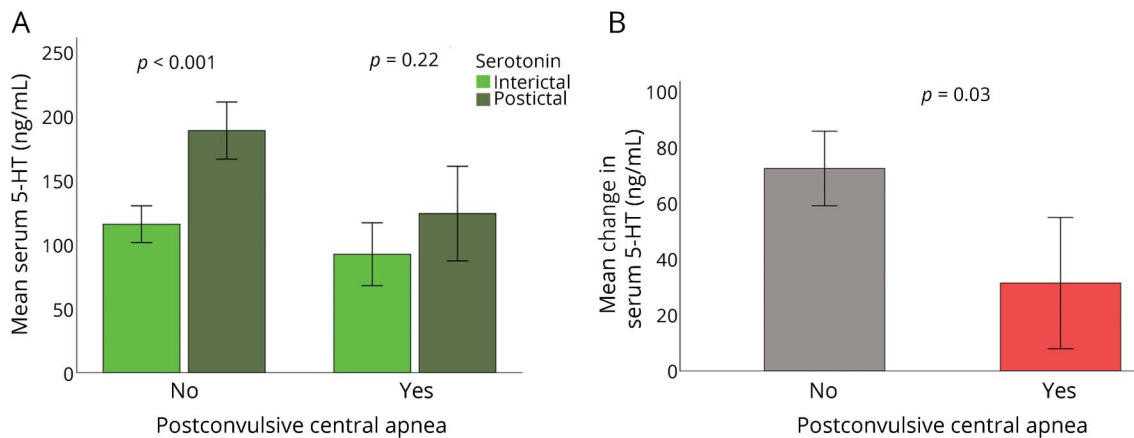 A
250
200
150
100
50
0
Mean serum 5-HT (ng/mL)
p < 0.001
p = 0.22
Serotonin
Interictal
Postictal
No
Yes
Postconvulsive central apnea
B
100
80
60
40
20
0
Mean change in
serum 5-HT (ng/mL)
p = 0.03
No
Yes
Postconvulsive central apnea